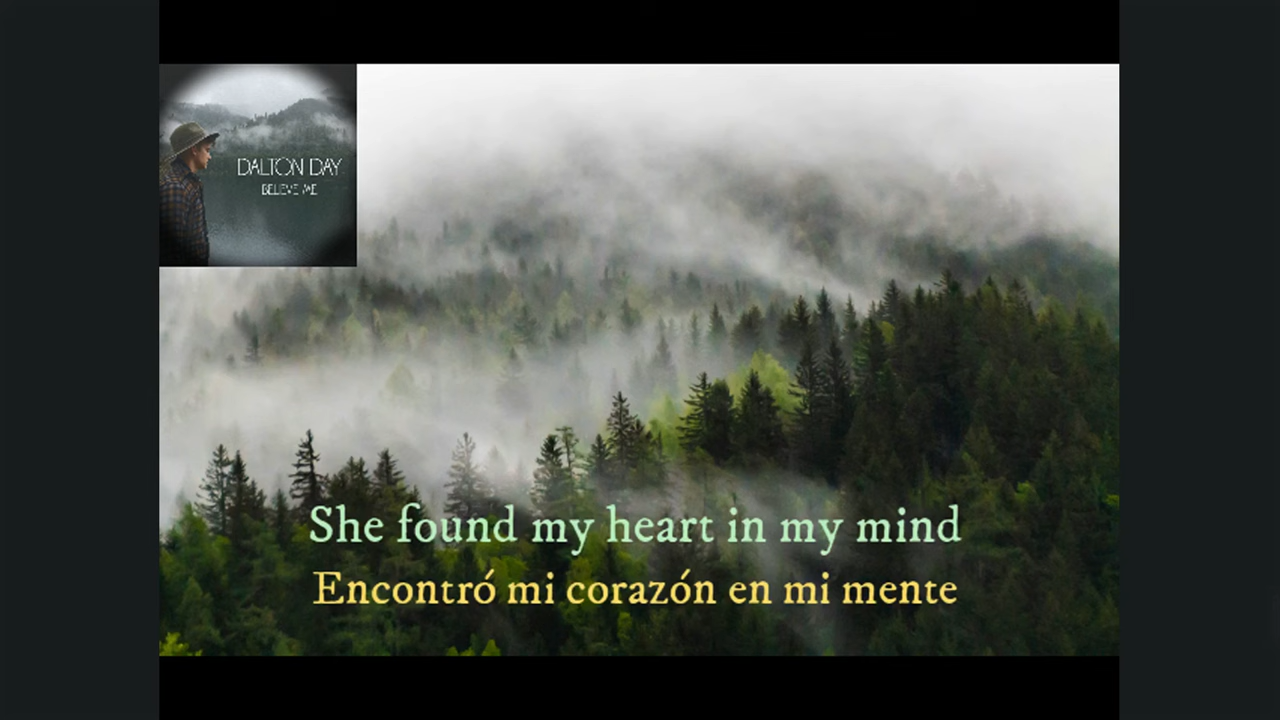 DALTON DAY
BELIEVE ME
She found my heart in my mind
Encontró mi corazón en mi mente